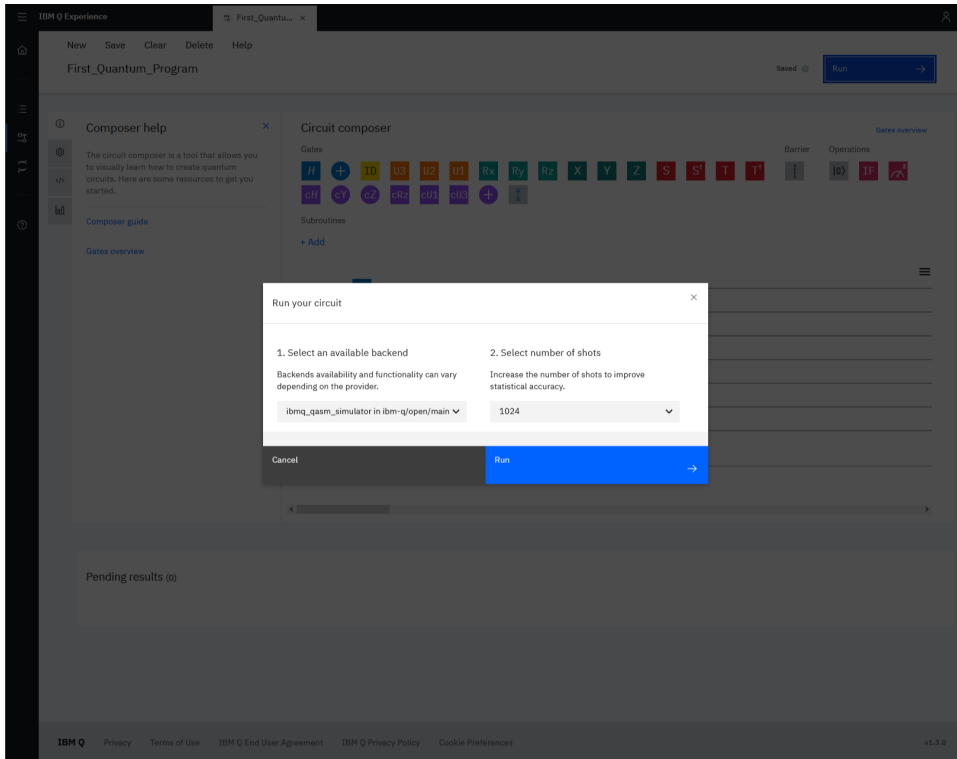 IBM Q Experience
First_Quantu... ×
New Save Clear Delete Help
First_Quantum_Program
Saved
Run →
Composer help ×
The circuit composer is a tool that allows you
to visually learn how to create quantum
circuits. Here are some resources to get you
started.
Composer guide
Gates overview
Circuit composer
Gates overview
Gates
Barrier
Operations
H + ID U3 U2 U1 Rx Ry Rz X Y Z S S† T T† |0⟩ IF
cH cY cZ cRz cU1 cU3 +
Subroutines
+ Add
Run your circuit ×
1. Select an available backend
Backends availability and functionality can vary
depending on the provider.
ibmq_qasm_simulator in ibm-q/open/main
2. Select number of shots
Increase the number of shots to improve
statistical accuracy.
1024
Cancel
Run →
Pending results (0)
IBM Q Privacy Terms of Use IBM Q End User Agreement IBM Q Privacy Policy Cookie Preferences
v1.3.0